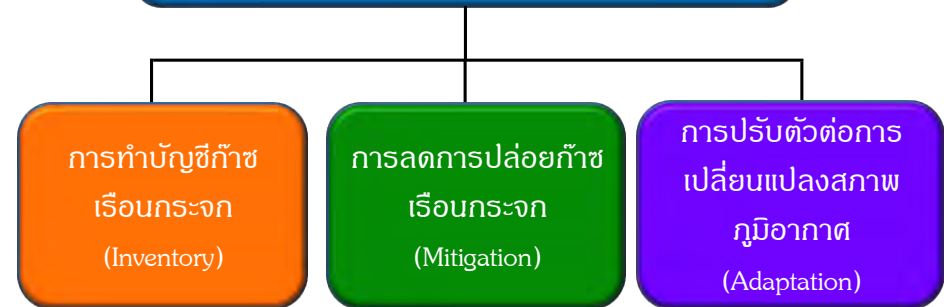 การทำบัญชีก๊าซ
เรือนกระจก
(Inventory)
การลดการปล่อยก๊าซ
เรือนกระจก
(Mitigation)
การปรับตัวต่อการ
เปลี่ยนแปลงสภาพ
ภูมิอากาศ
(Adaptation)